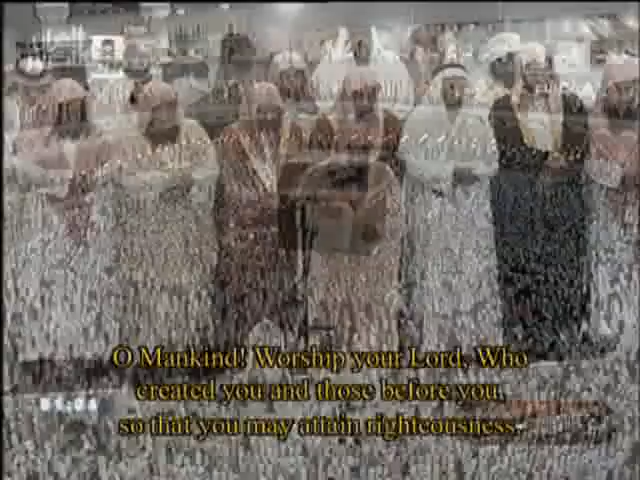 O Mankind! Worship your Lord, Who
created you and those before you,
so that you may attain righteousness.